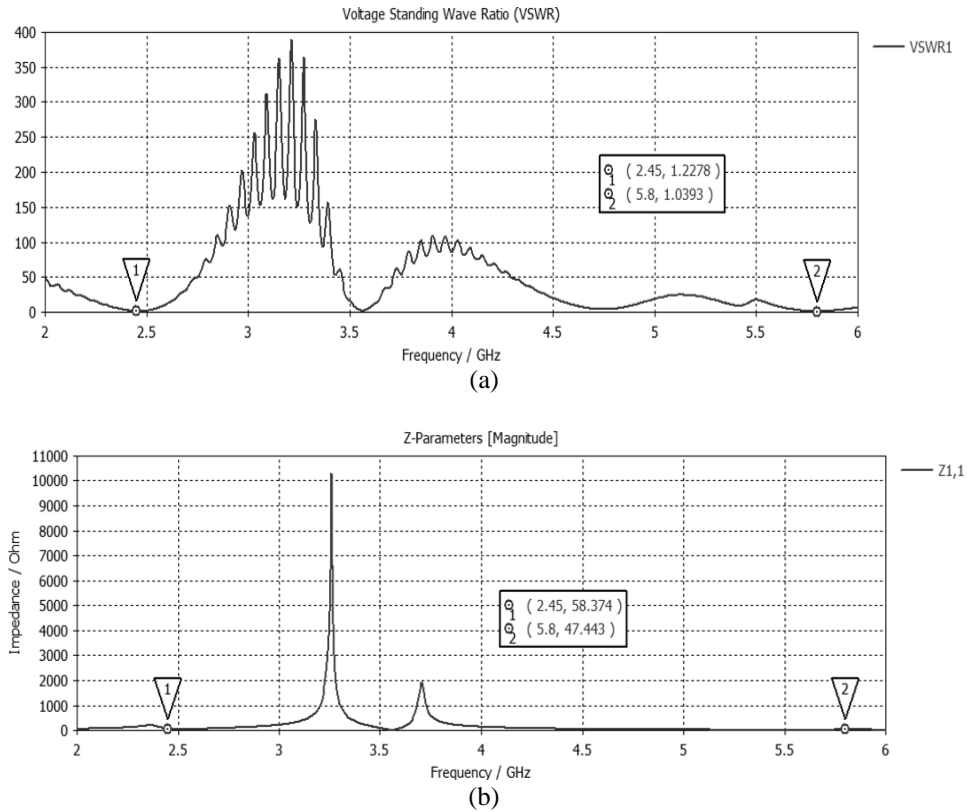 Voltage Standing Wave Ratio (VSWR)
VSWR1
400
350
300
250
200
150
100
50
0
1
2
1 ( 2.45, 1.2278 )
2 ( 5.8, 1.0393 )
2 2.5 3 3.5 4 4.5 5 5.5 6
Frequency / GHz
(a)
Z-Parameters [Magnitude]
Z1,1
Impedance / Ohm
11000
10000
9000
8000
7000
6000
5000
4000
3000
2000
1000
0
1
2
1 ( 2.45, 58.374 )
2 ( 5.8, 47.443 )
2 2.5 3 3.5 4 4.5 5 5.5 6
Frequency / GHz
(b)